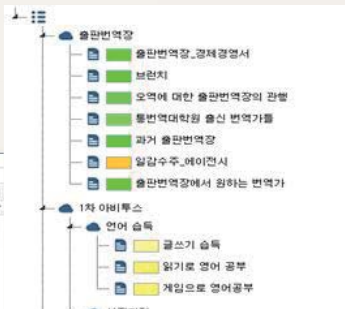 출판번역장
출판번역장_경제경영서
브런치
오역에 대한 출판번역장의 관행
통번역대학원 출신 번역가들
과거 출판번역장
일감수주_에이전시
출판번역장에서 원하는 번역가
1차 아비투스
언어 습득
글쓰기 습득
읽기로 영어 공부
게임으로 영어공부